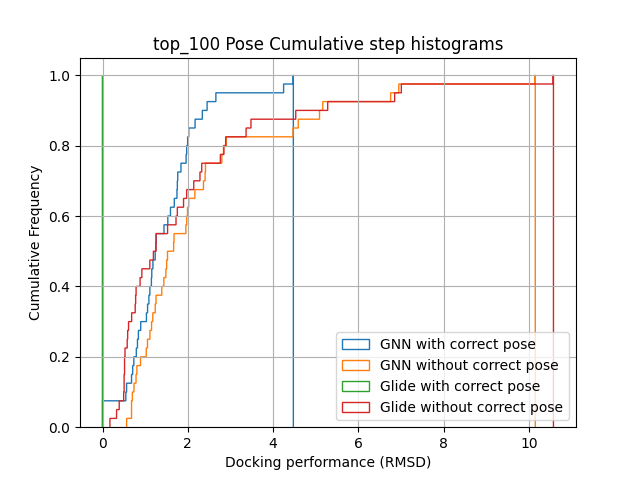 top_100 Pose Cumulative step histograms
Cumulative Frequency
1.0
0.8
0.6
0.4
0.2
0.0
GNN with correct pose
GNN without correct pose
Glide with correct pose
Glide without correct pose
0 2 4 6 8 10
Docking performance (RMSD)